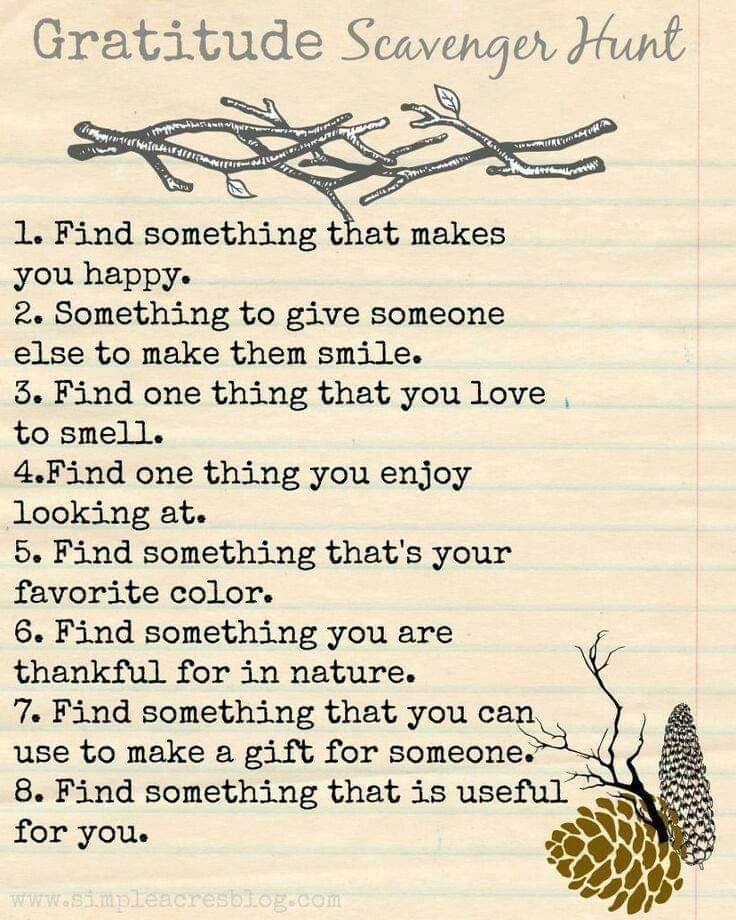 Gratitude Scavenger Hunt
1. Find something that makes
you happy.
2. Something to give someone
else to make them smile.
3. Find one thing that you love
to smell.
4.Find one thing you enjoy
looking at.
5. Find something that's your
favorite color.
6. Find something you are
thankful for in nature.
7. Find something that you can
use to make a gift for someone.
8. Find something that is useful
for you.
www.simpleacresblog.com